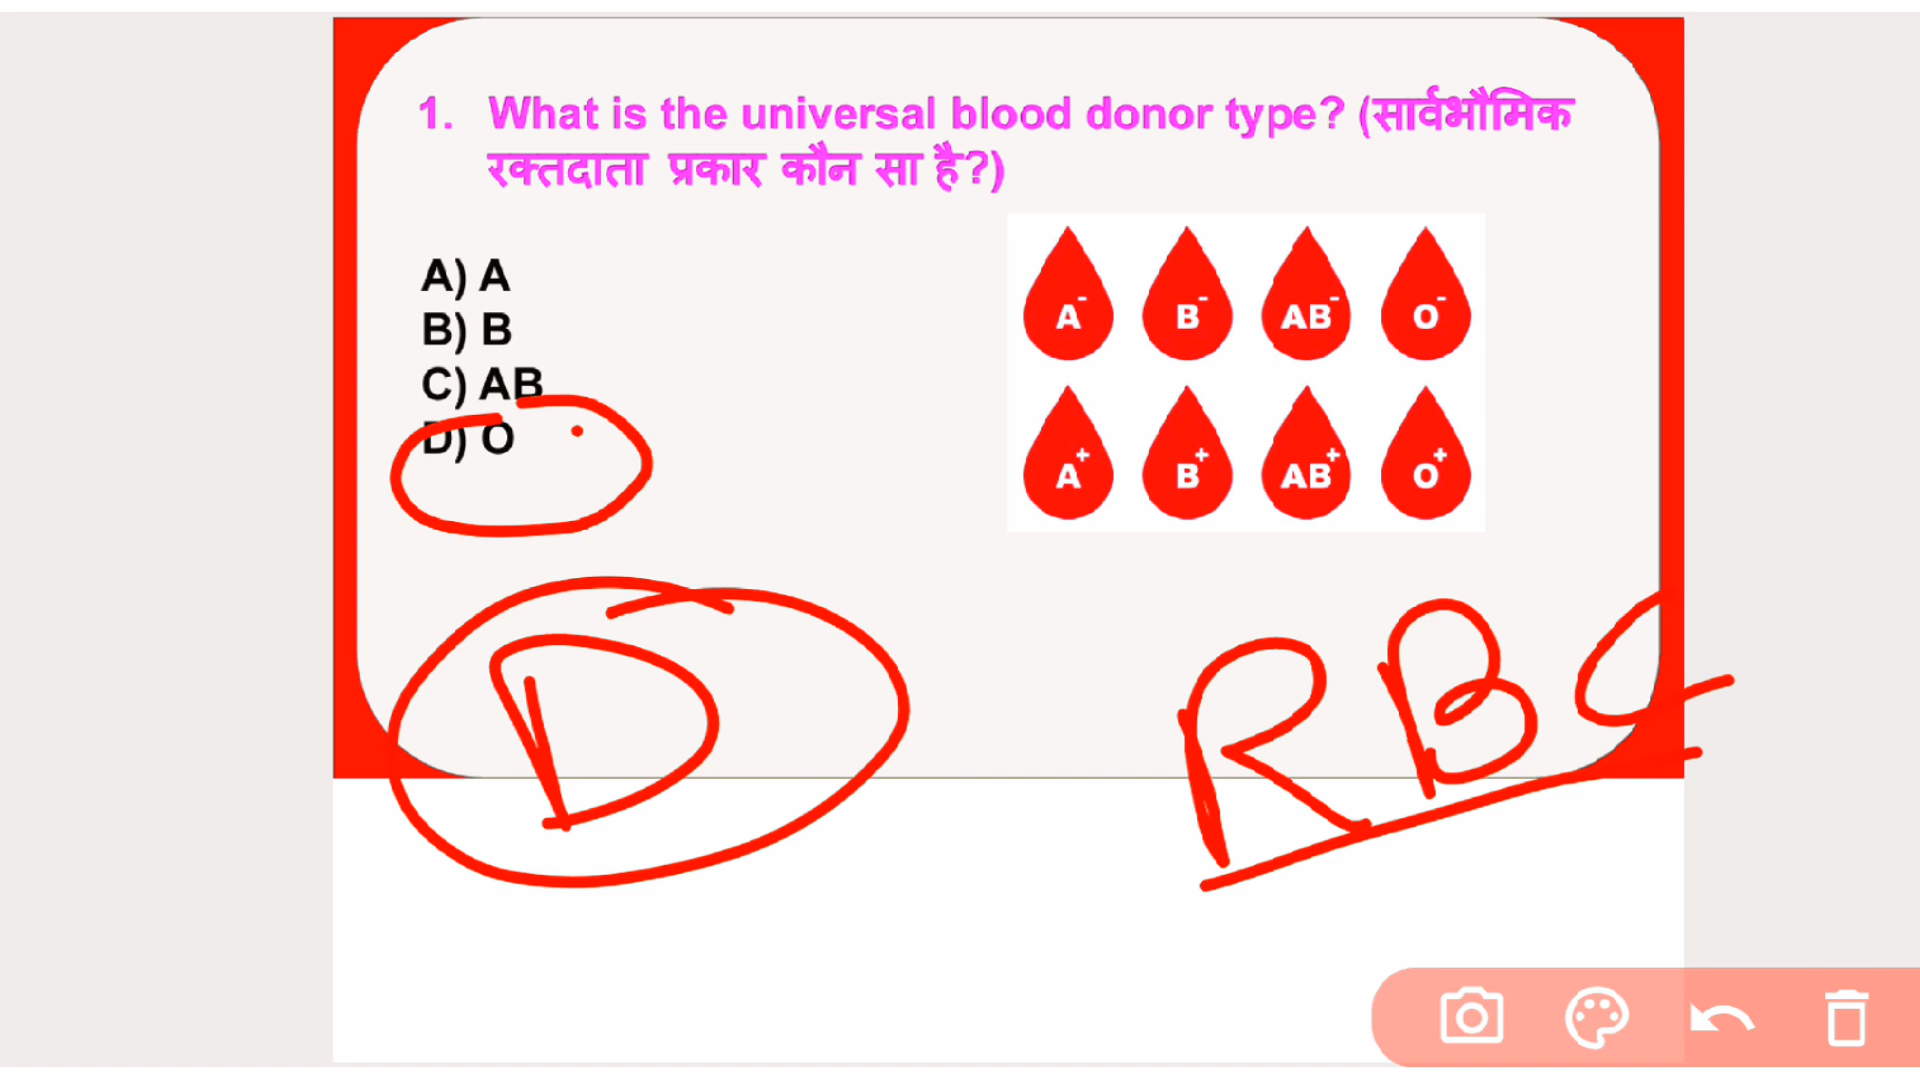 1. What is the universal blood donor type? (सार्वभौमिक
रक्तदाता प्रकार कौन सा है?)
A) A
B) B
C) AB
D) O
A- B- AB- O-
A+ B+ AB+ O+
D
RBC